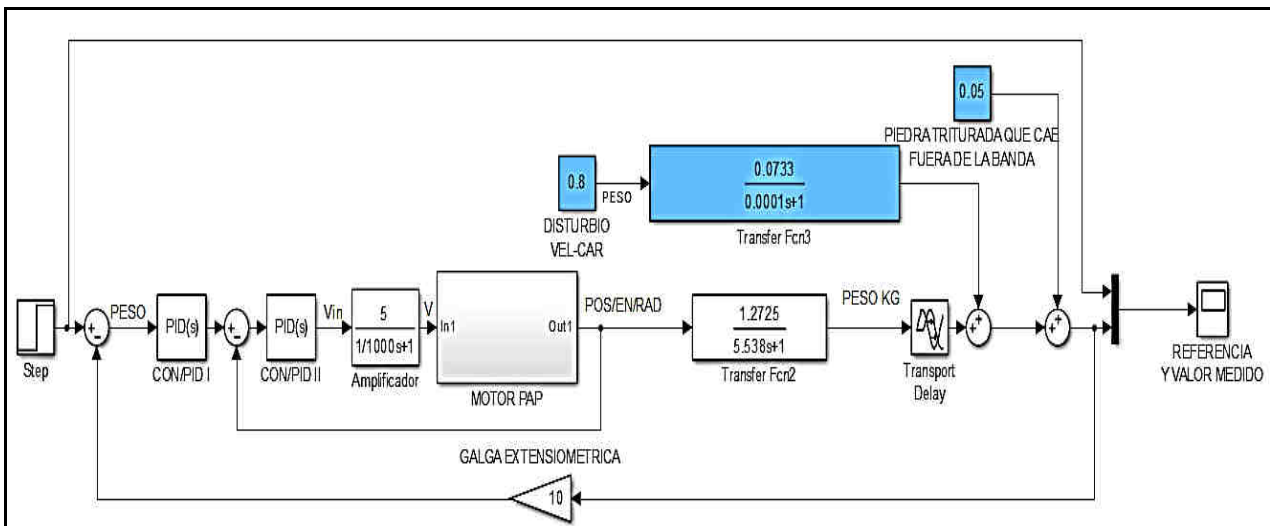 0.05
PIEDRA TRITURADA QUE CAE
FUERA DE LA BANDA
0.8
PESO
DISTURBIO
VEL-CAR
0.0733
0.0001s+1
Transfer Fcn3
Step
PESO
PID(s)
CON/PID I
PID(s)
CON/PID II
Vin
5
1/1000s+1
Amplificador
V
In1
Out1
MOTOR PAP
POS/EN/RAD
1.2725
5.538s+1
Transfer Fcn2
PESO KG
Transport
Delay
REFERENCIA
Y VALOR MEDIDO
GALGA EXTENSIOMETRICA
10